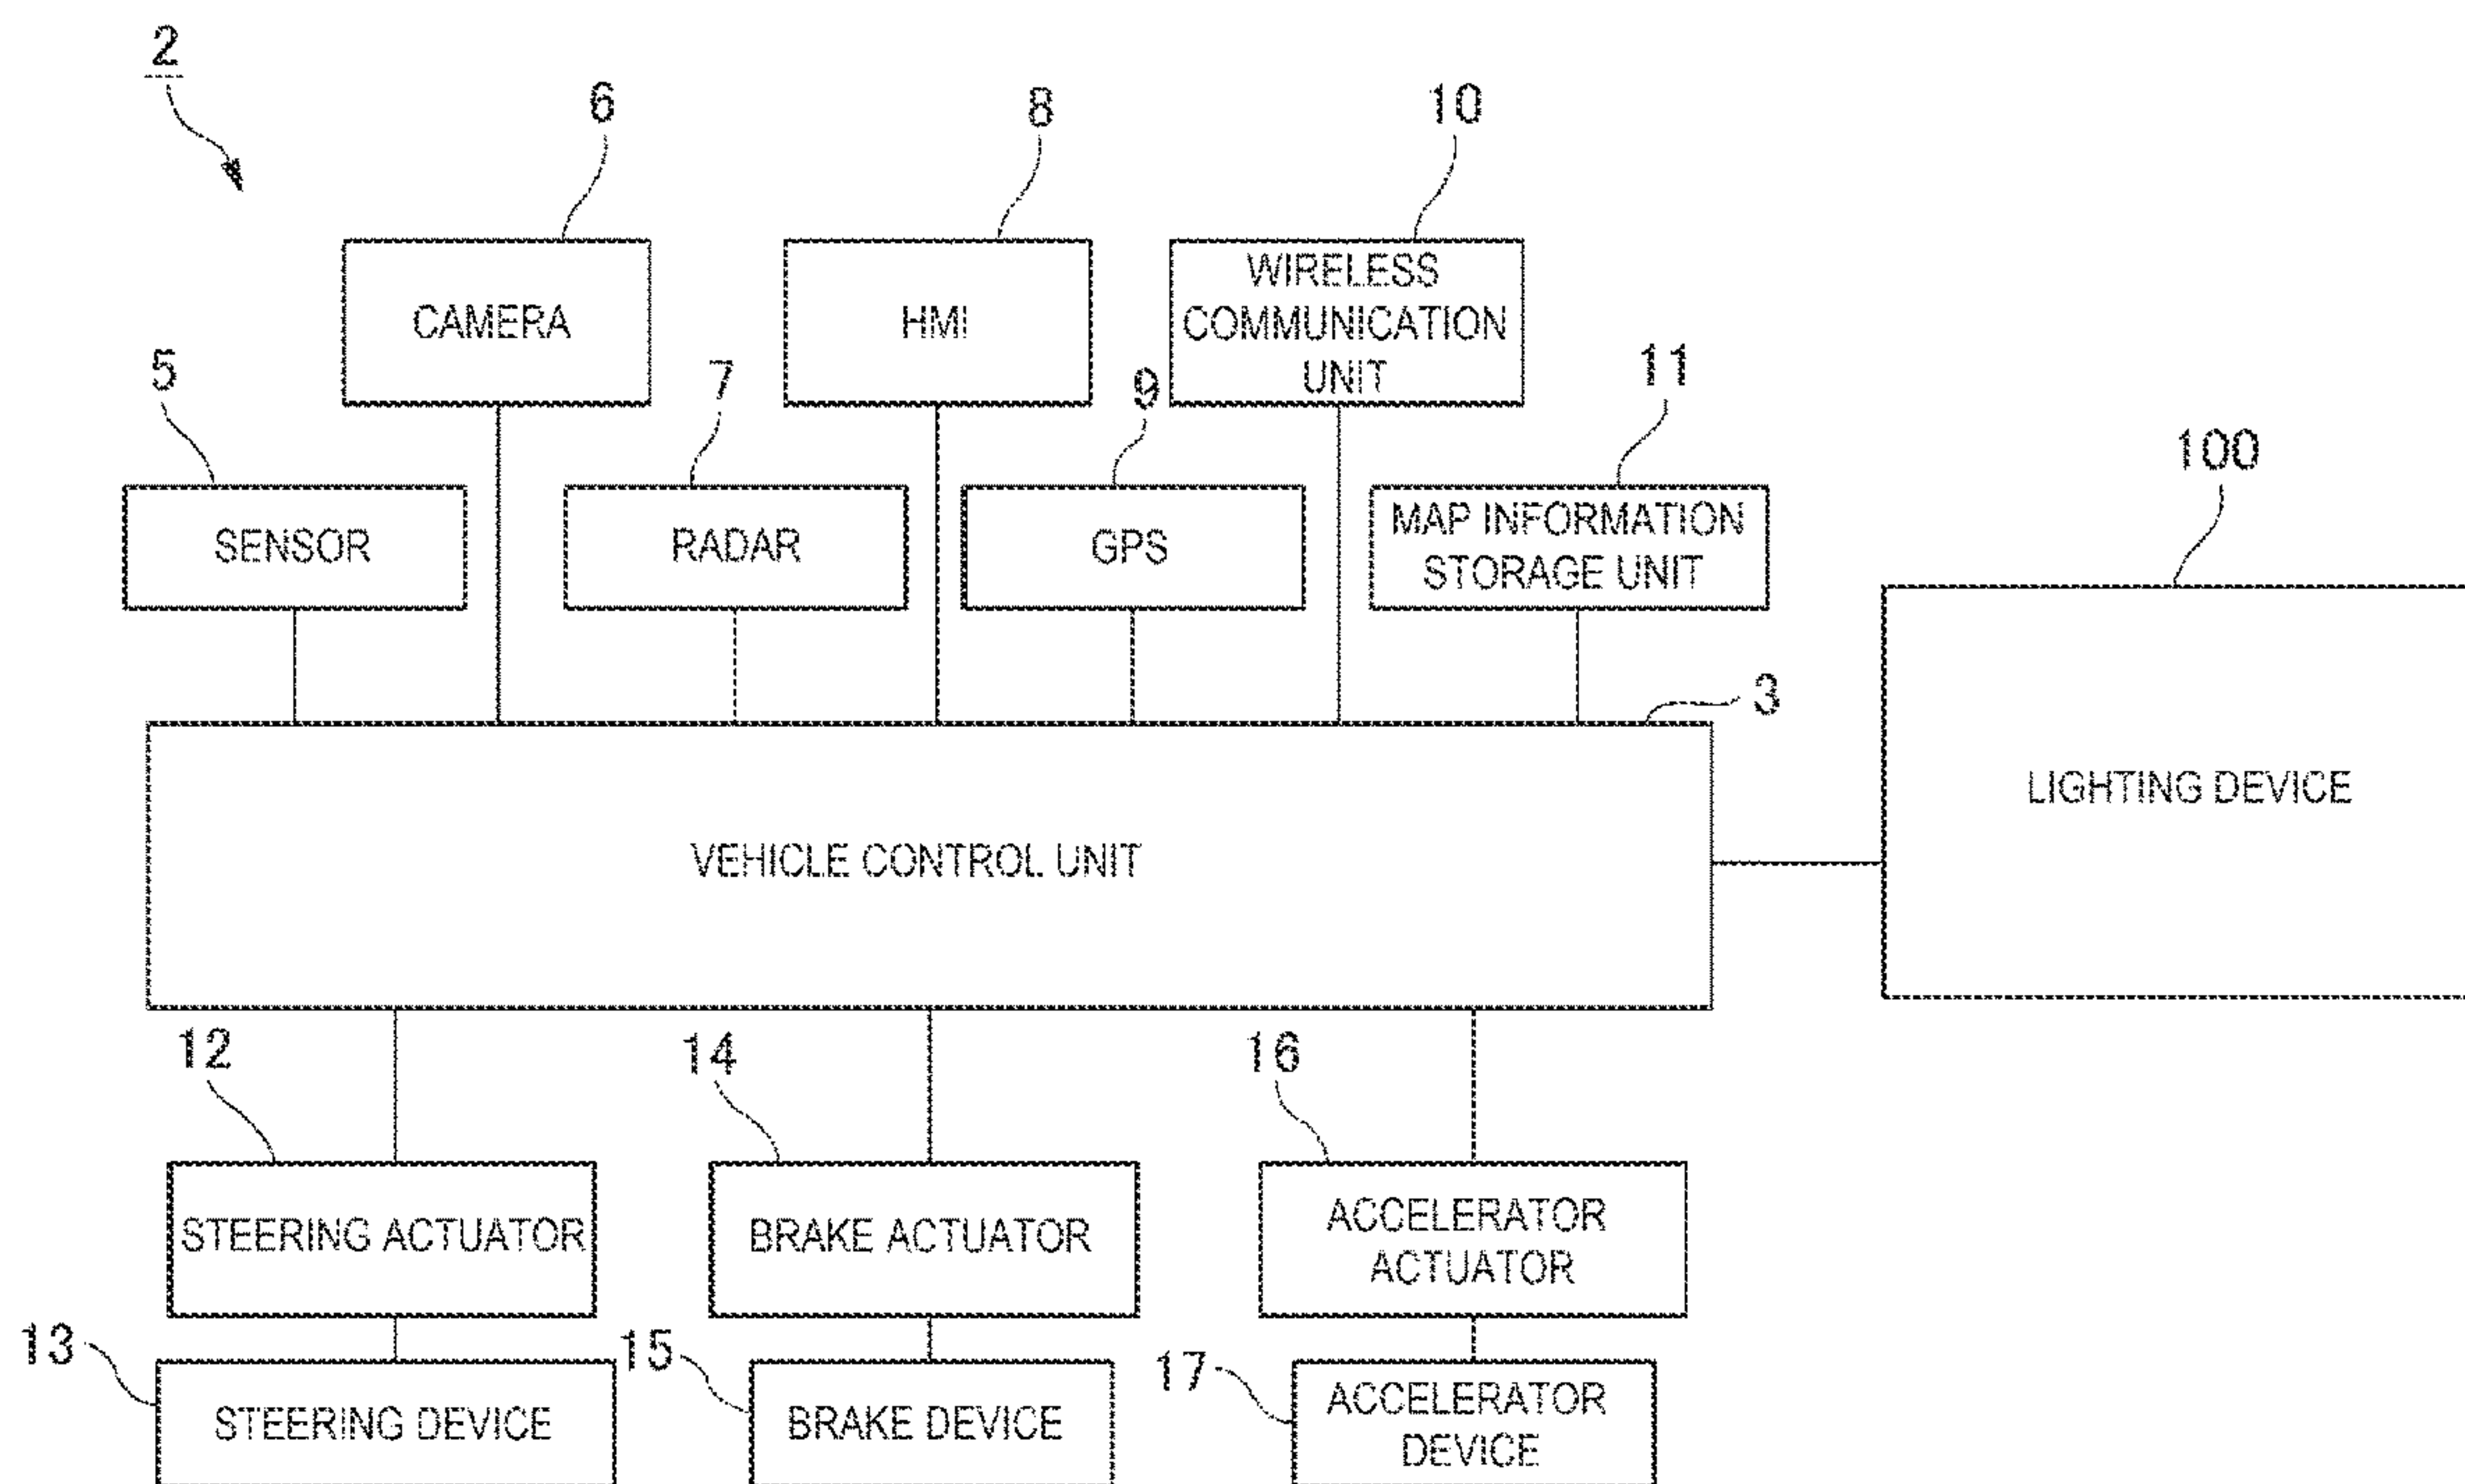 2
6
8
10
CAMERA
HMI
WIRELESS
COMMUNICATION
UNIT
5
7
9
11
SENSOR
RADAR
GPS
MAP INFORMATION
STORAGE UNIT
100
3
LIGHTING DEVICE
VEHICLE CONTROL UNIT
12
14
16
STEERING ACTUATOR
BRAKE ACTUATOR
ACCELERATOR
ACTUATOR
13
15
17
STEERING DEVICE
BRAKE DEVICE
ACCELERATOR
DEVICE